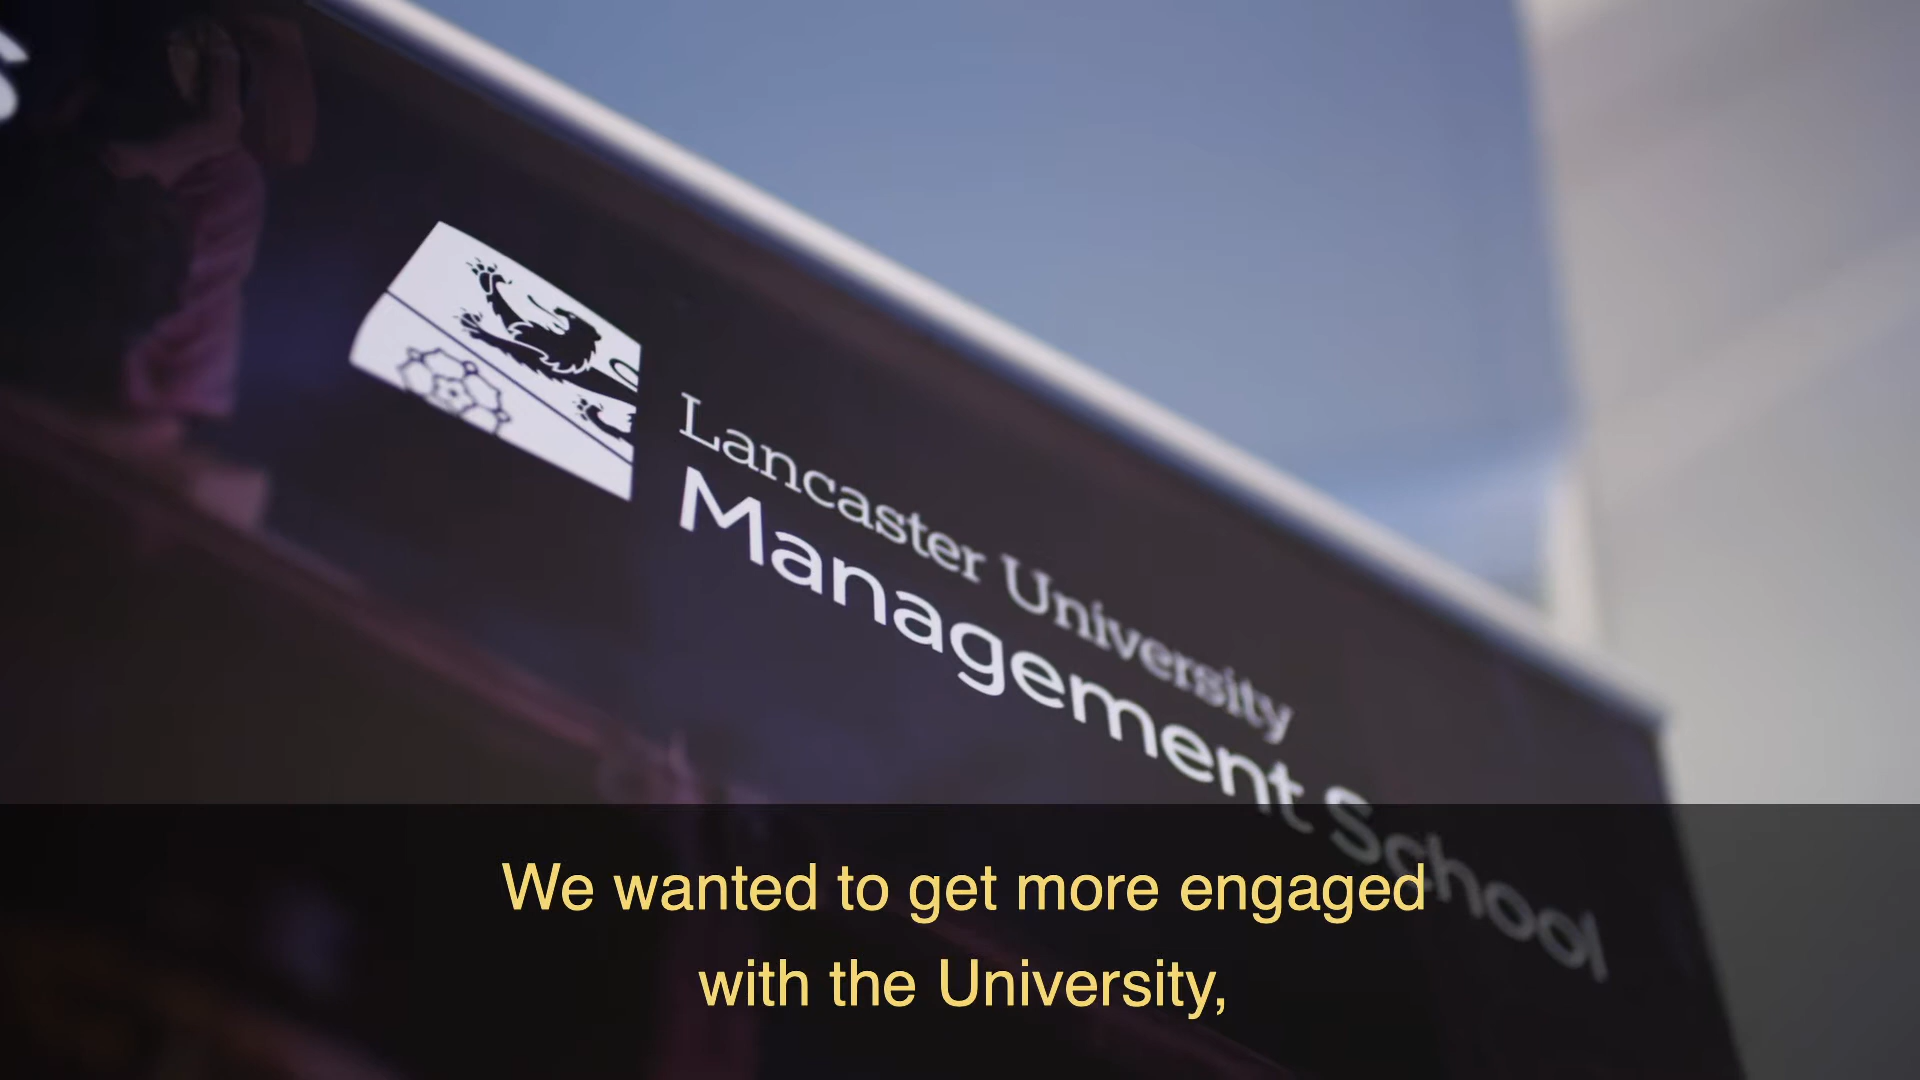 Lancaster University
Management School
We wanted to get more engaged
with the University,